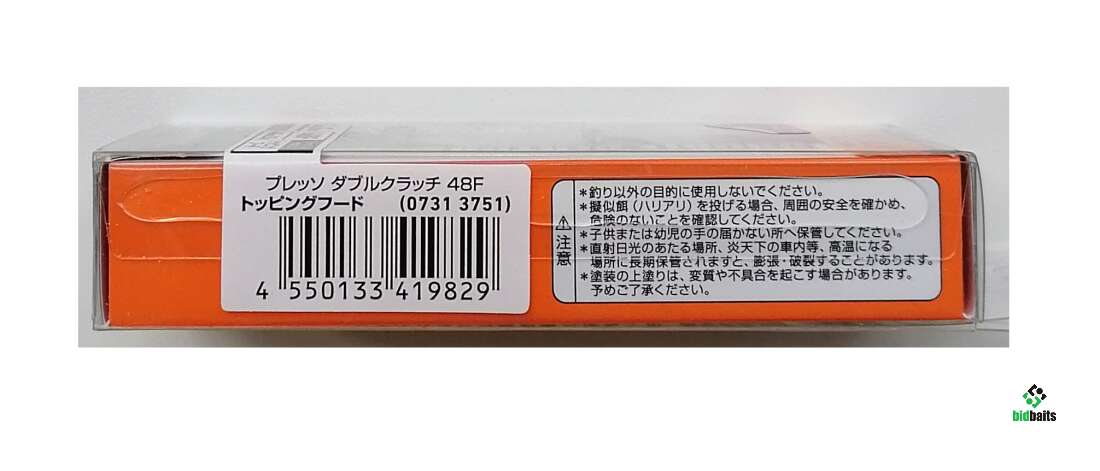 プレッソ ダブルクラッチ 48F
トッピングフード (0731 3751)
4 550133 419829
⚠注意
*釣り以外の目的に使用しないでください。
*擬似餌(ハリアリ)を投げる場合、周囲の安全を確かめ、
危険のないことを確認してください。
*子供または幼児の手の届かない所へ保管してください。
*直射日光のあたる場所、炎天下の車内等、高温になる
場所に長期保管されますと、膨張・破裂することがあります。
*塗装の上塗りは、変質や不具合を起こす場合があります。
予めご了承ください。
bidbaits